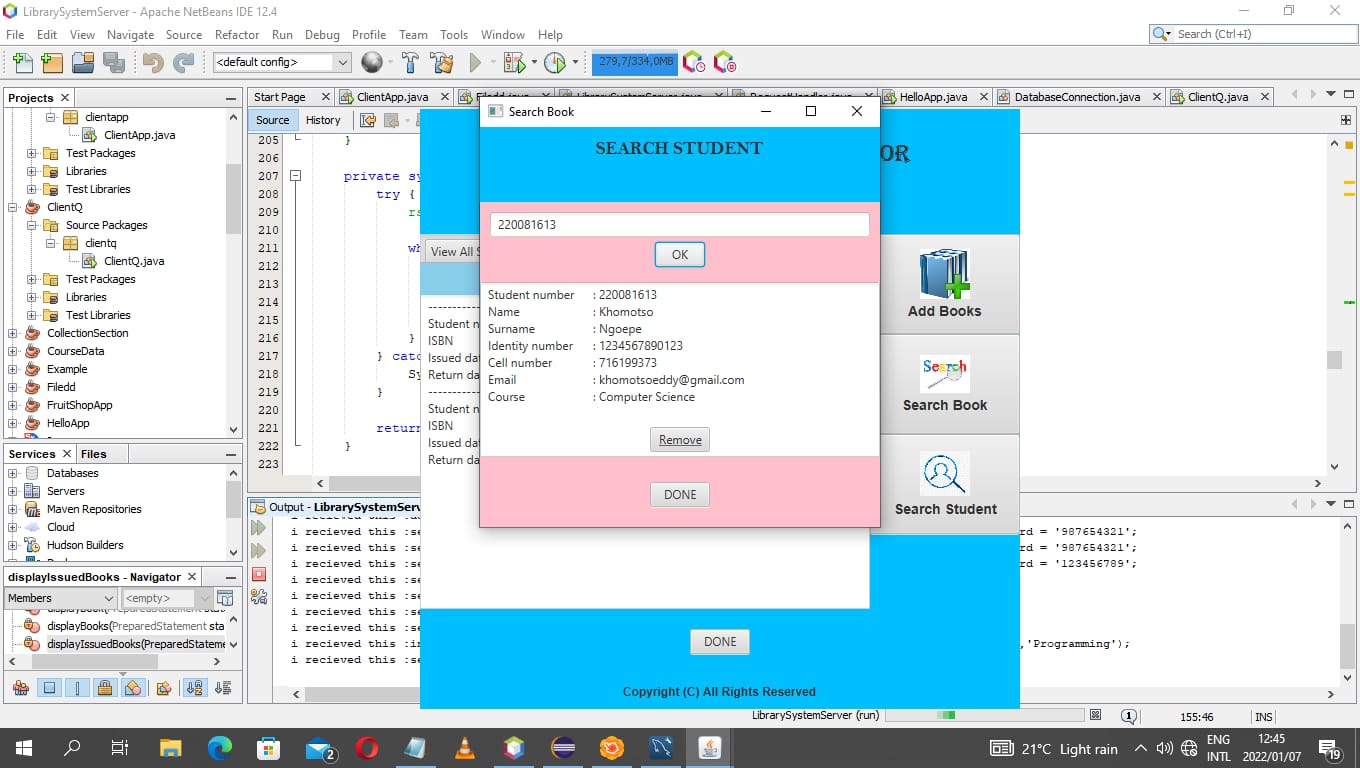 LibrarySystemServer - Apache NetBeans IDE 12.4
File Edit View Navigate Source Refactor Run Debug Profile Team Tools Window Help
Search (Ctrl+I)
<default config>
279,7/334,0MB
Projects
clientapp
ClientApp.java
Test Packages
Libraries
Test Libraries
ClientQ
Source Packages
clientq
ClientQ.java
Test Packages
Libraries
Test Libraries
CollectionSection
CourseData
Example
Filedd
FruitShopApp
HelloApp
Services
Files
Databases
Servers
Maven Repositories
Cloud
Hudson Builders
displayIssuedBooks - Navigator
Members
<empty>
displayBook(PreparedStatement stat
displayBooks(PreparedStatement sta
displayIssuedBooks(PreparedStateme
Start Page
ClientApp.java
HelloApp.java
DatabaseConnection.java
ClientQ.java
Source
History
205 }
206
207 private sy
208 try {
209 rs
210
211 wh
212
213
214
215
216 }
217 } catc
218 Sy
219 }
220
221 return
222 }
223
Output - LibrarySystemServ
i recieved this :se
i recieved this :se
i recieved this :se
i recieved this :se
i recieved this :se
i recieved this :se
i recieved this :se
i recieved this :in
i recieved this :se
rd = '987654321';
rd = '987654321';
rd = '123456789';
,'Programming');
OR
View All S
Student n
ISBN
Issued da
Return da
Student n
ISBN
Issued da
Return da
Add Books
Search
Search Book
Search Student
DONE
Copyright (C) All Rights Reserved
Search Book
SEARCH STUDENT
220081613
OK
Student number : 220081613
Name : Khomotso
Surname : Ngoepe
Identity number : 1234567890123
Cell number : 716199373
Email : khomotsoeddy@gmail.com
Course : Computer Science
Remove
DONE
LibrarySystemServer (run)
1
155:46
INS
2
21°C Light rain
ENG
INTL
12:45
2022/01/07
19